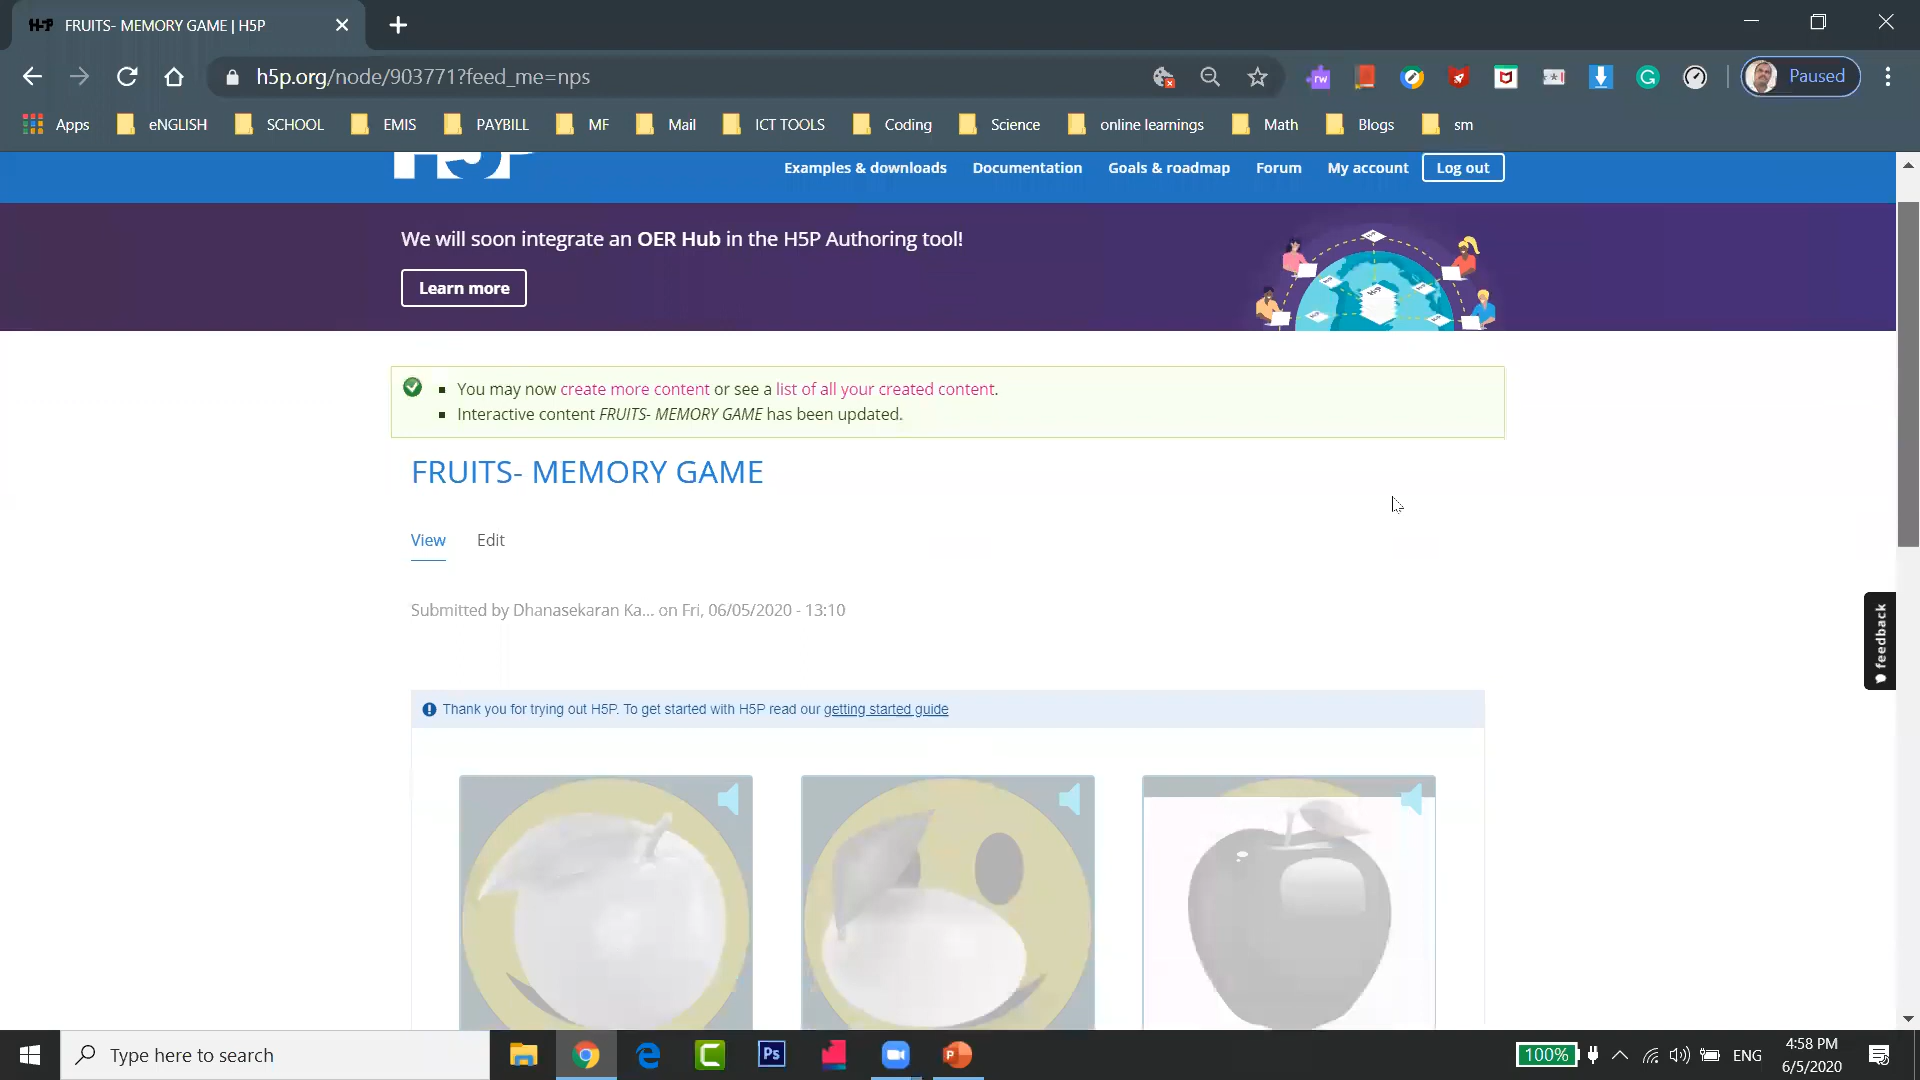 FRUITS- MEMORY GAME | H5P
h5p.org/node/903771?feed_me=nps
Paused
Apps eNGLISH SCHOOL EMIS PAYBILL MF Mail ICT TOOLS Coding Science online learnings Math Blogs sm
H5P
Examples & downloads Documentation Goals & roadmap Forum My account Log out
We will soon integrate an OER Hub in the H5P Authoring tool!
Learn more
You may now create more content or see a list of all your created content.
Interactive content FRUITS- MEMORY GAME has been updated.
FRUITS- MEMORY GAME
View Edit
Submitted by Dhanasekaran Ka... on Fri, 06/05/2020 - 13:10
feedback
Thank you for trying out H5P. To get started with H5P read our getting started guide
Type here to search
Ps
100%
ENG
4:58 PM
6/5/2020